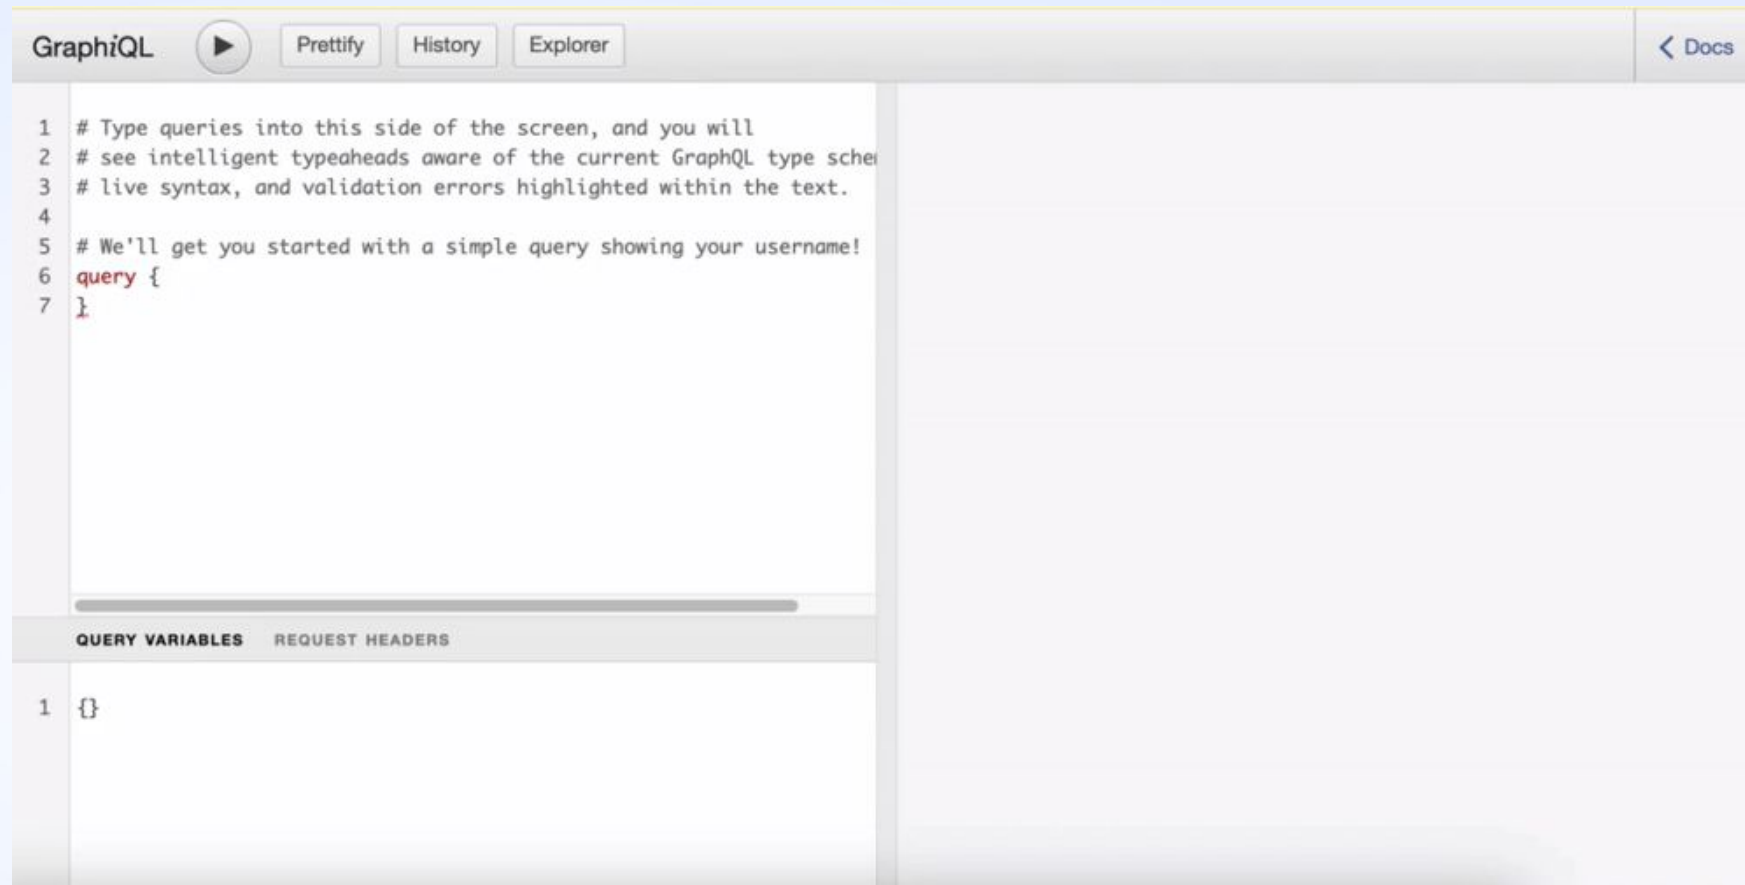 GraphiQL
Prettify
History
Explorer
Docs
1 # Type queries into this side of the screen, and you will
2 # see intelligent typeaheads aware of the current GraphQL type
3 # live syntax, and validation errors highlighted within the text.
4
5 # We'll get you started with a simple query showing your username!
6 query {
7 }
QUERY VARIABLES
REQUEST HEADERS
1 {}